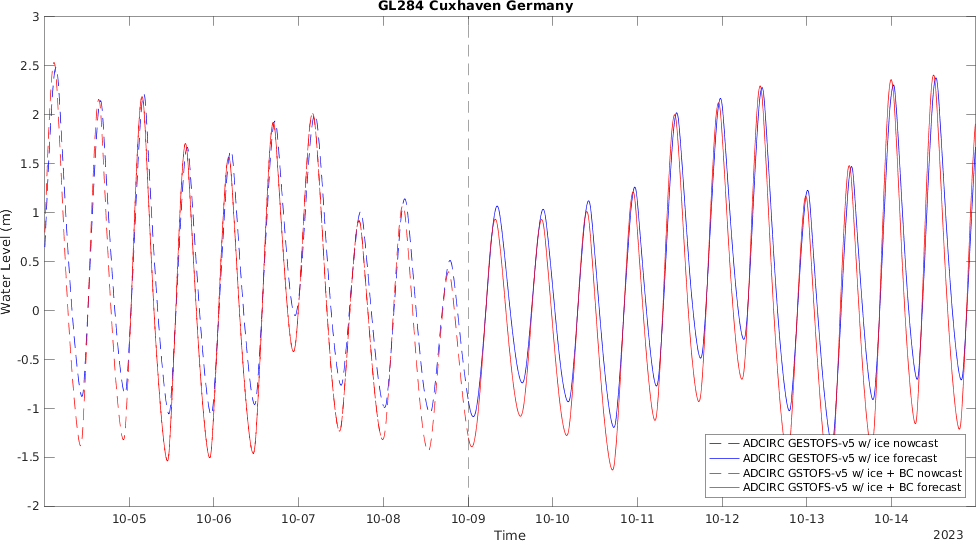 GL284 Cuxhaven Germany
3
2.5
2
1.5
1
0.5
0
-0.5
-1
-1.5
-2
Water Level (m)
ADCIRC GESTOFS-v5 w/ ice nowcast
ADCIRC GESTOFS-v5 w/ ice forecast
ADCIRC GSTOFS-v5 w/ ice + BC nowcast
ADCIRC GSTOFS-v5 w/ ice + BC forecast
10-05 10-06 10-07 10-08 10-09 10-10 10-11 10-12 10-13 10-14
Time
2023